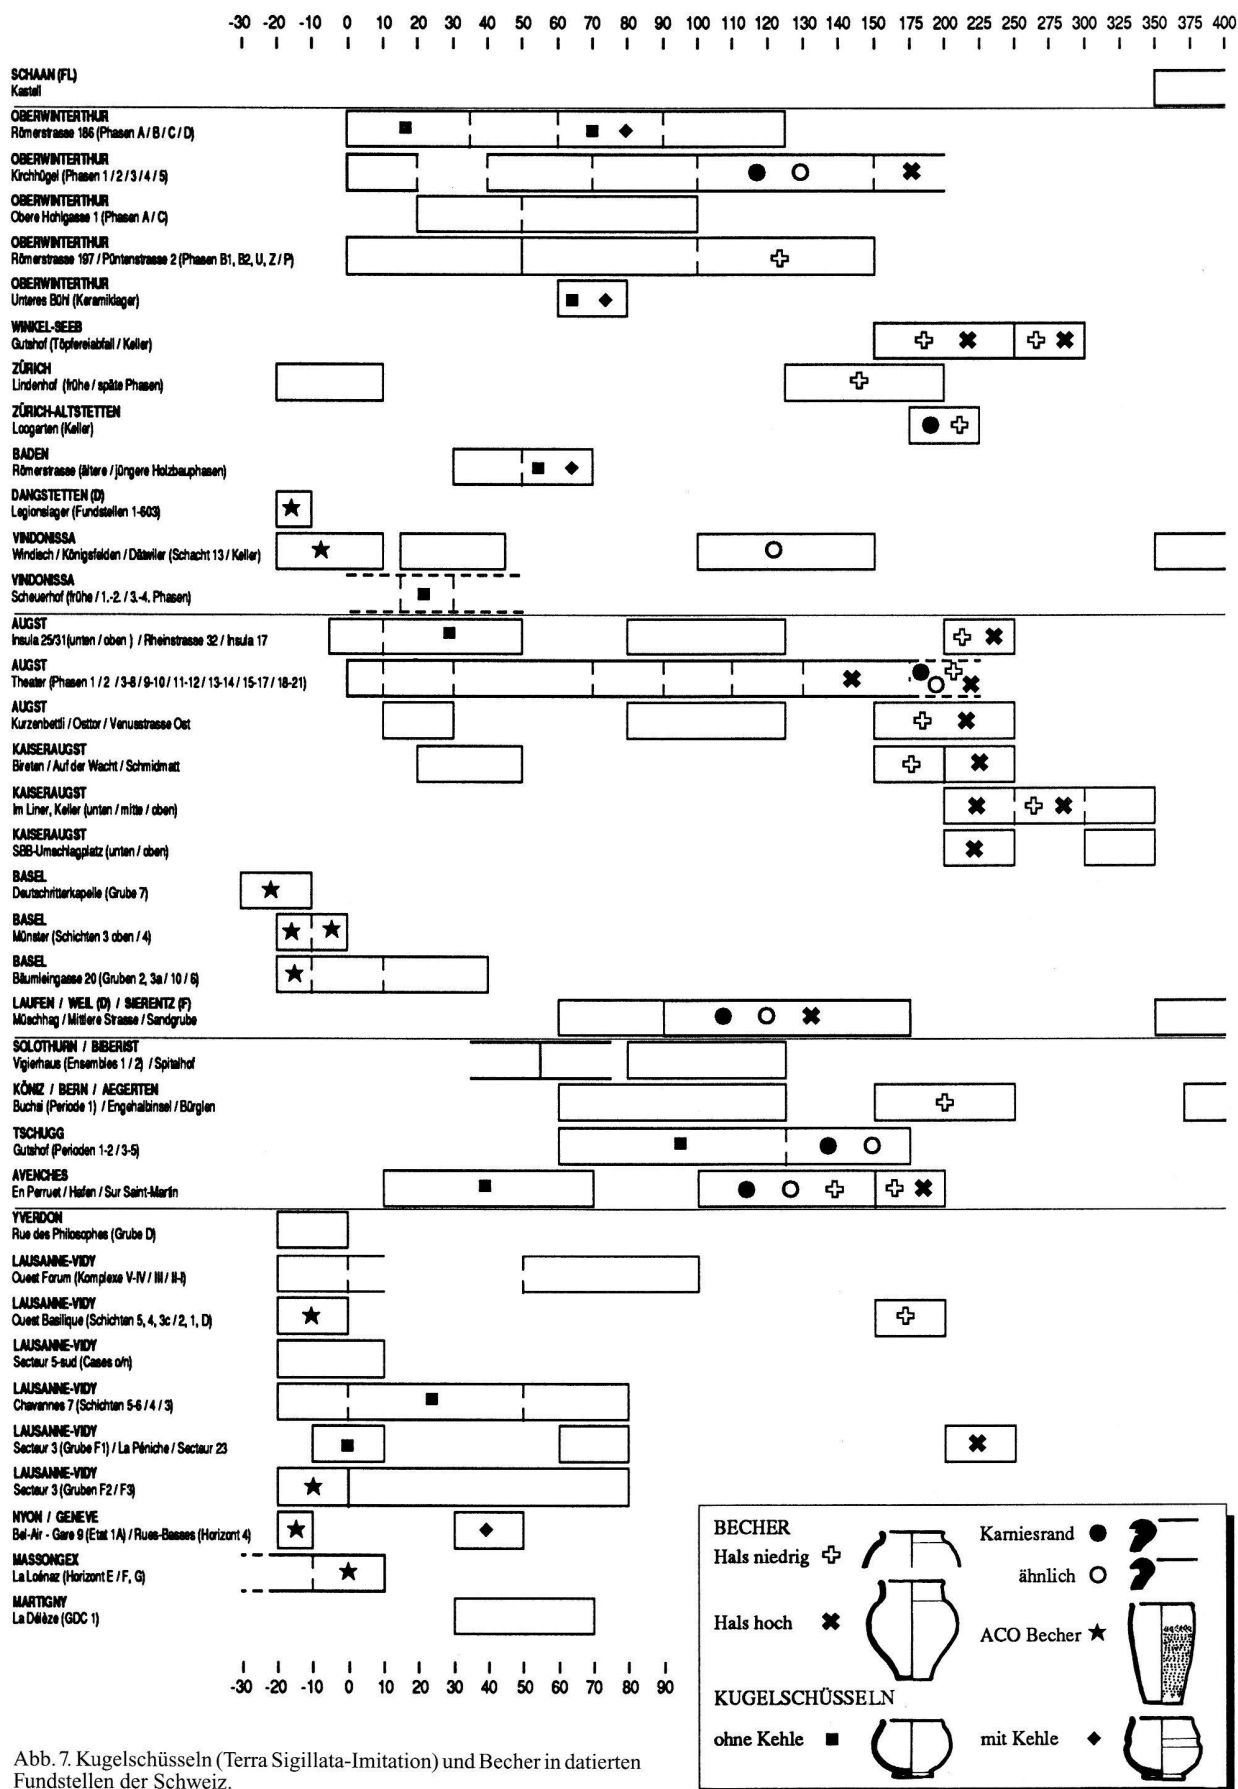 -30 -20 -10 0 10 20 30 40 50 60 70 80 90 100 110 120 130 150 175 200 225 250 275 300 325 350 375 400
SCHAAN (FL)
Kastell
OBERWINTERTHUR
Römerstrasse 186 (Phasen A / B / C / D)
OBERWINTERTHUR
Kirchhügel (Phasen 1 / 2 / 3 / 4 / 5)
OBERWINTERTHUR
Obere Hohlgasse 1 (Phasen A / C)
OBERWINTERTHUR
Römerstrasse 197 / Püntenstrasse 2 (Phasen B1, B2, U, Z / P)
OBERWINTERTHUR
Unteres Bühl (Keramiklager)
WINKEL-SEEB
Gutshof (Töpfereiabfall / Keller)
ZÜRICH
Lindenhof (frühe / späte Phasen)
ZÜRICH-ALTSTETTEN
Loogarten (Keller)
BADEN
Römerstrasse (ältere / jüngere Holzbauphasen)
DANGSTETTEN (D)
Legionslager (Fundstellen 1-603)
VINDONISSA
Windisch / Königsfelden / Dätwiler (Schacht 13 / Keller)
VINDONISSA
Scheuerhof (frühe / 1.-2. / 3.-4. Phasen)
AUGST
Insula 25/31(unten / oben ) / Rheinstrasse 32 / Insula 17
AUGST
Theater (Phasen 1 / 2 / 3-8 / 9-10 / 11-12 / 13-14 / 15-17 / 18-21)
AUGST
Kurzenbettli / Osttor / Venusstrasse Ost
KAISERAUGST
Bireten / Auf der Wacht / Schmidmatt
KAISERAUGST
Im Liner, Keller (unten / mitte / oben)
KAISERAUGST
SBB-Umschlagplatz (unten / oben)
BASEL
Deutschritterkapelle (Grube 7)
BASEL
Münster (Schichten 3 oben / 4)
BASEL
Bäumleingasse 20 (Gruben 2, 3a / 10 / 6)
LAUFEN / WEIL (D) / SIERENTZ (F)
Müschhag / Mittlere Strasse / Sandgrube
SOLOTHURN / BIBERIST
Vigierhaus (Ensembles 1 / 2) / Spitalhof
KÖNIZ / BERN / AEGERTEN
Buchsi (Periode 1) / Engehalbinsel / Bürglen
TSCHUGG
Gutshof (Perioden 1-2 / 3-5)
AVENCHES
En Perruet / Hafen / Sur Saint-Martin
YVERDON
Rue des Philosophes (Grube D)
LAUSANNE-VIDY
Ouest Forum (Komplexe V-IV / III / II-I)
LAUSANNE-VIDY
Ouest Basilique (Schichten 5, 4, 3c / 2, 1, D)
LAUSANNE-VIDY
Secteur 5-sud (Cases o/n)
LAUSANNE-VIDY
Chavannes 7 (Schichten 5-6 / 4 / 3)
LAUSANNE-VIDY
Secteur 3 (Grube F1) / La Péniche / Secteur 23
LAUSANNE-VIDY
Secteur 3 (Gruben F2 / F3)
NYON / GENEVE
Bel-Air - Gare 9 (Etat 1A) / Rues-Basses (Horizont 4)
MASSONGEX
La Loénaz (Horizont E / F, G)
MARTIGNY
La Délèze (GDC 1)
-30 -20 -10 0 10 20 30 40 50 60 70 80 90
BECHER
Hals niedrig
Hals hoch
Karniesrand
ähnlich
ACO Becher
KUGELSCHÜSSELN
ohne Kehle
mit Kehle
Abb. 7. Kugelschüsseln (Terra Sigillata-Imitation) und Becher in datierten
Fundstellen der Schweiz.